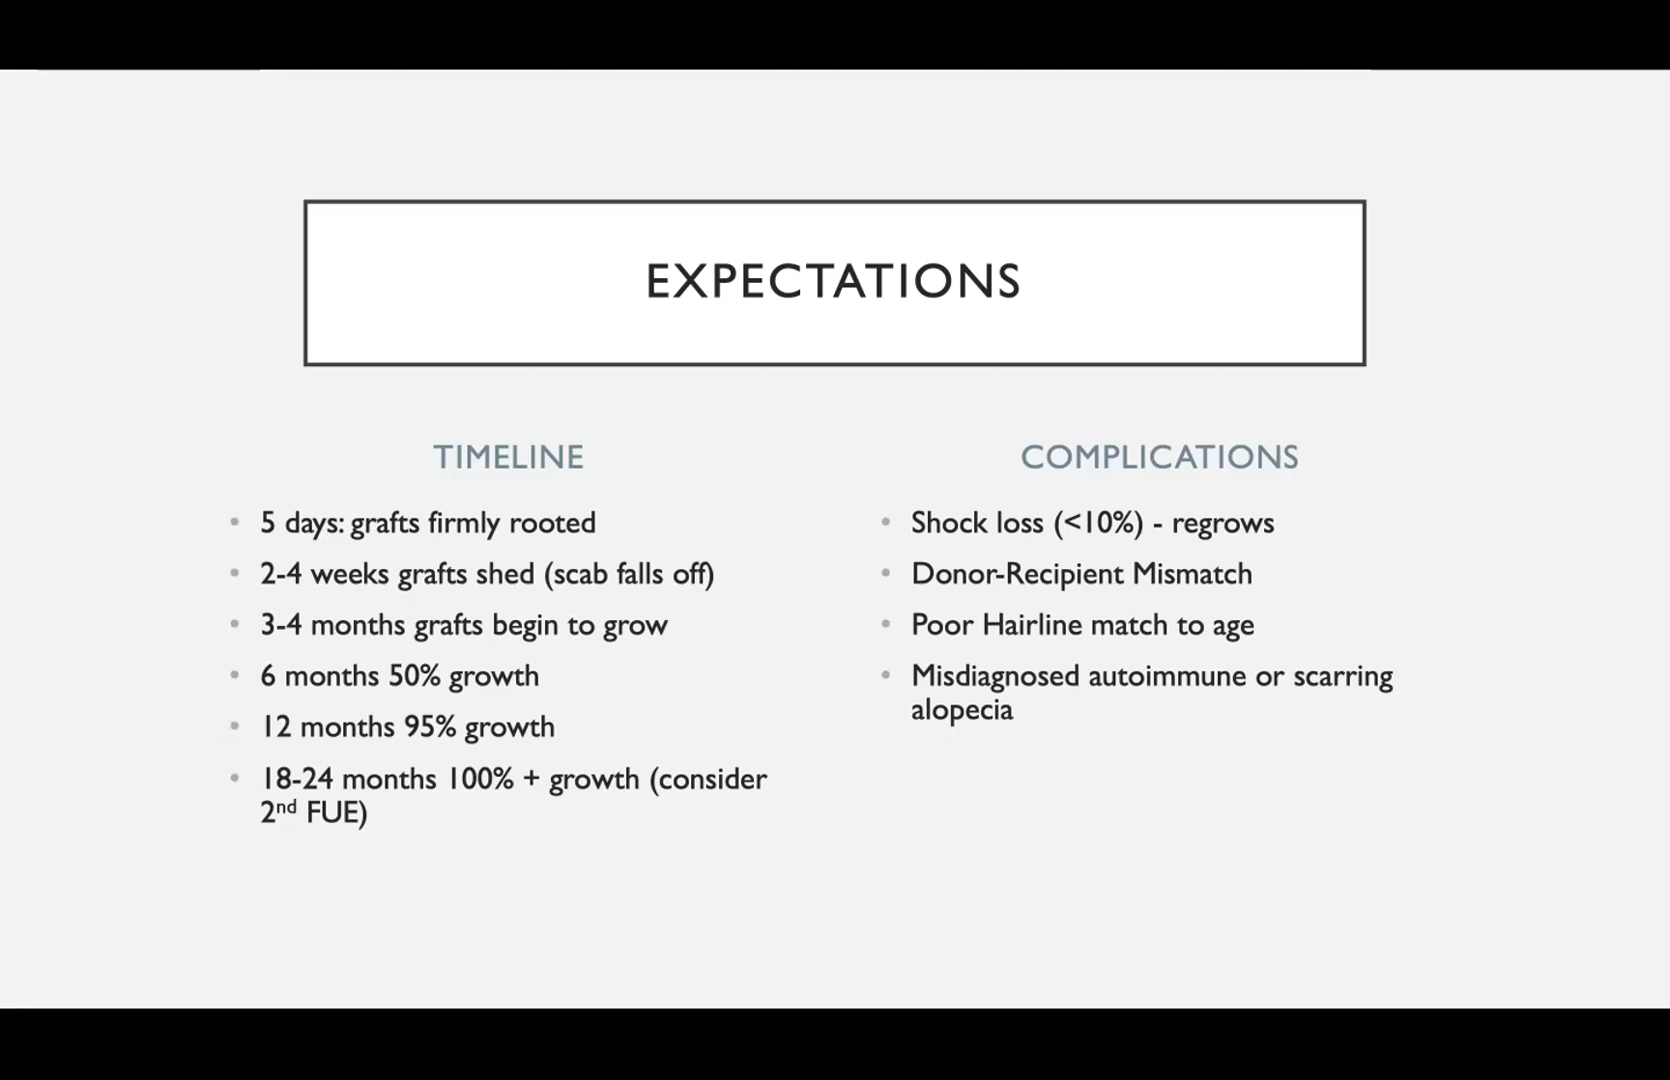 EXPECTATIONS
TIMELINE
• 5 days: grafts firmly rooted
• 2-4 weeks grafts shed (scab falls off)
• 3-4 months grafts begin to grow
• 6 months 50% growth
• 12 months 95% growth
• 18-24 months 100% + growth (consider
2nd FUE)
COMPLICATIONS
• Shock loss (<10%) - regrows
• Donor-Recipient Mismatch
• Poor Hairline match to age
• Misdiagnosed autoimmune or scarring
alopecia